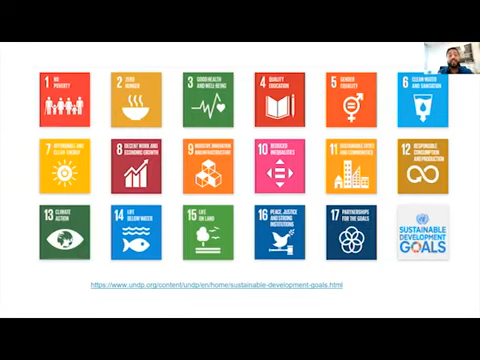 1 NO
POVERTY
2 ZERO
HUNGER
3 GOOD HEALTH
AND WELL-BEING
4 QUALITY
EDUCATION
5 GENDER
EQUALITY
6 CLEAN WATER
AND SANITATION
7 AFFORDABLE AND
CLEAN ENERGY
8 DECENT WORK AND
ECONOMIC GROWTH
9 INDUSTRY, INNOVATION
AND INFRASTRUCTURE
10 REDUCED
INEQUALITIES
11 SUSTAINABLE CITIES
AND COMMUNITIES
12 RESPONSIBLE
CONSUMPTION
AND PRODUCTION
13 CLIMATE
ACTION
14 LIFE
BELOW WATER
15 LIFE
ON LAND
16 PEACE, JUSTICE
AND STRONG
INSTITUTIONS
17 PARTNERSHIPS
FOR THE GOALS
SUSTAINABLE
DEVELOPMENT
GOALS
https://www.undp.org/content/undp/en/home/sustainable-development-goals.html